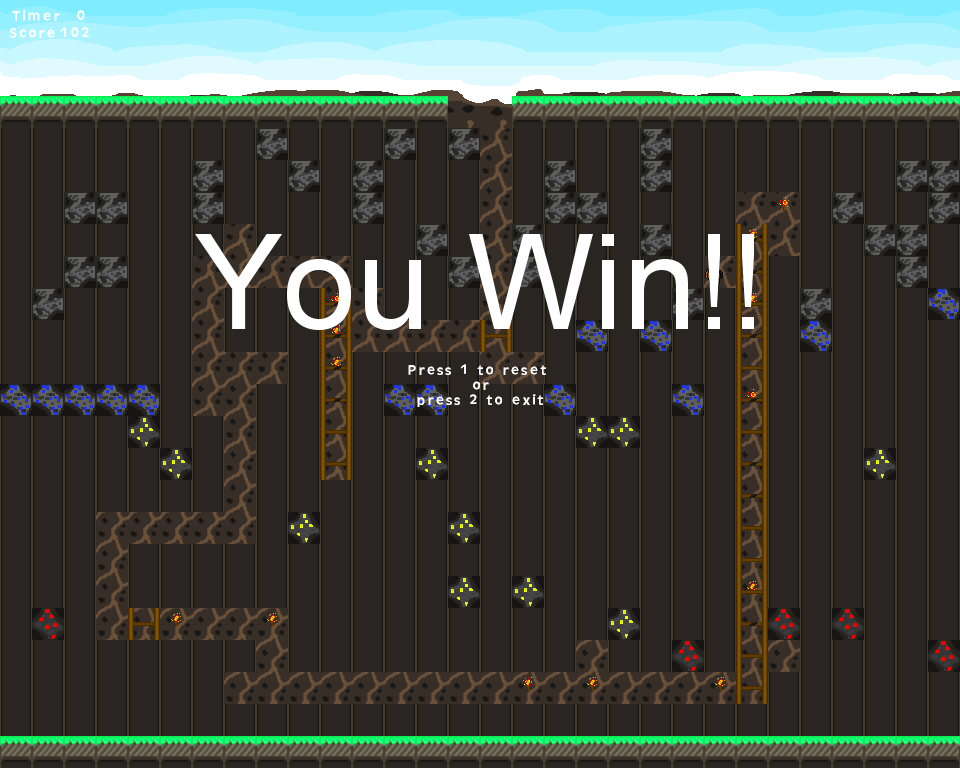 Timer 0
Score 102
You Win!!
Press 1 to reset
or
press 2 to exit